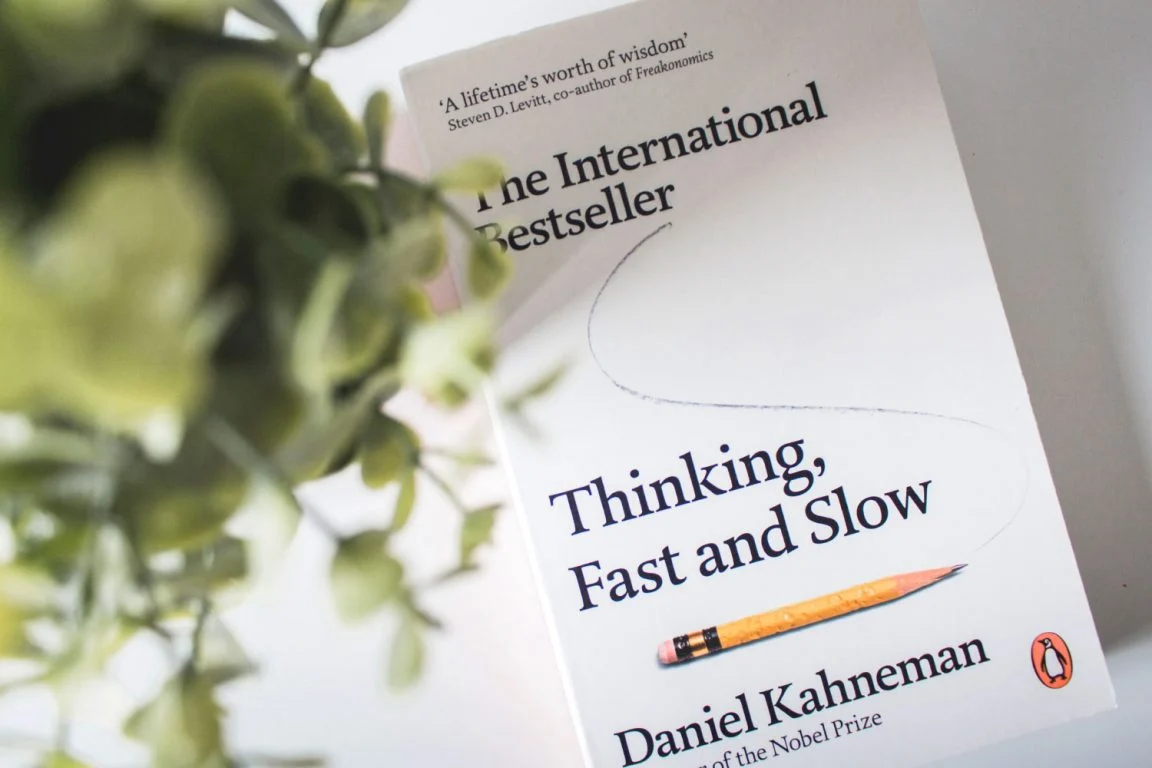 ‘A lifetime’s worth of wisdom’
Steven D. Levitt, co-author of Freakonomics
The International
Bestseller
Thinking,
Fast and Slow
Daniel Kahneman
of the Nobel Prize